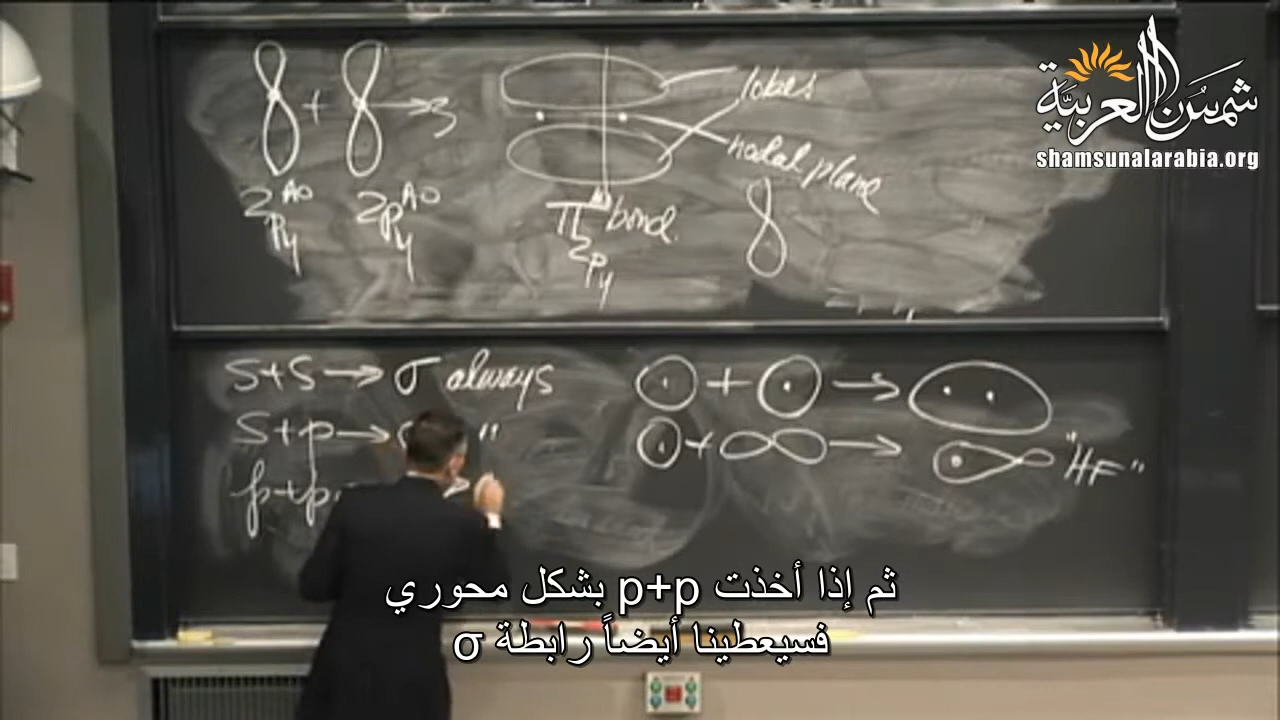 شمس العربية
shamsunalarabia.org
+ → lobes
nodal plane
2p_y^AO 2p_y^AO π_2p_y bond
s+s → σ always + →
s+p → " + → "HF"
p+p
ثم إذا أخذت p+p بشكل محوري
فسيعطينا أيضاً رابطة σ